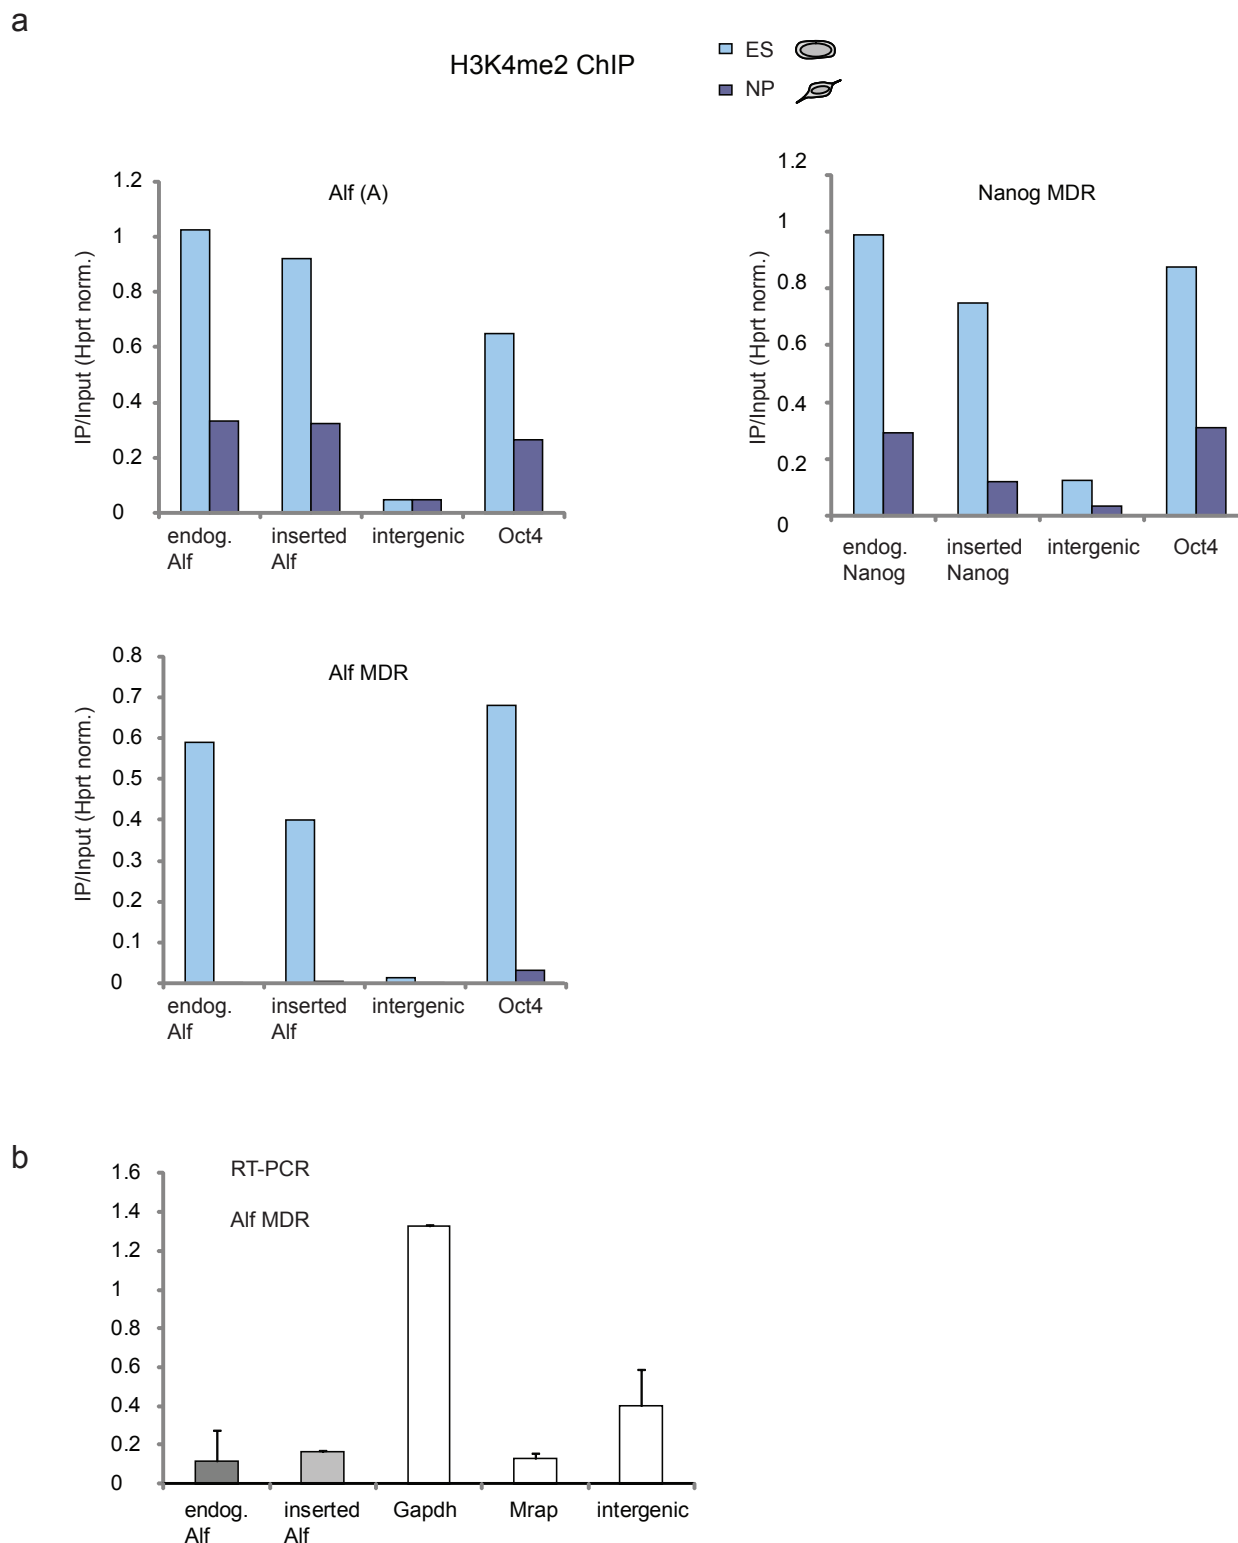 a
H3K4me2 ChIP
ES
NP
Alf (A)
IP/Input (Hprt norm.)
1.2
1
0.8
0.6
0.4
0.2
0
endog. Alf
inserted Alf
intergenic
Oct4
Nanog MDR
IP/Input (Hprt norm.)
1.2
1
0.8
0.6
0.4
0.2
0
endog. Nanog
inserted Nanog
intergenic
Oct4
Alf MDR
IP/Input (Hprt norm.)
0.8
0.7
0.6
0.5
0.4
0.3
0.2
0.1
0
endog. Alf
inserted Alf
intergenic
Oct4
b
RT-PCR
Alf MDR
1.6
1.4
1.2
1
0.8
0.6
0.4
0.2
0
endog. Alf
inserted Alf
Gapdh
Mrap
intergenic